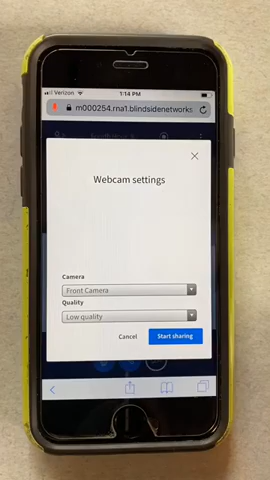 Verizon 1:14 PM
m000254.rna1.blindsidenetworks
Webcam settings
Camera
Front Camera
Quality
Low quality
Cancel Start sharing